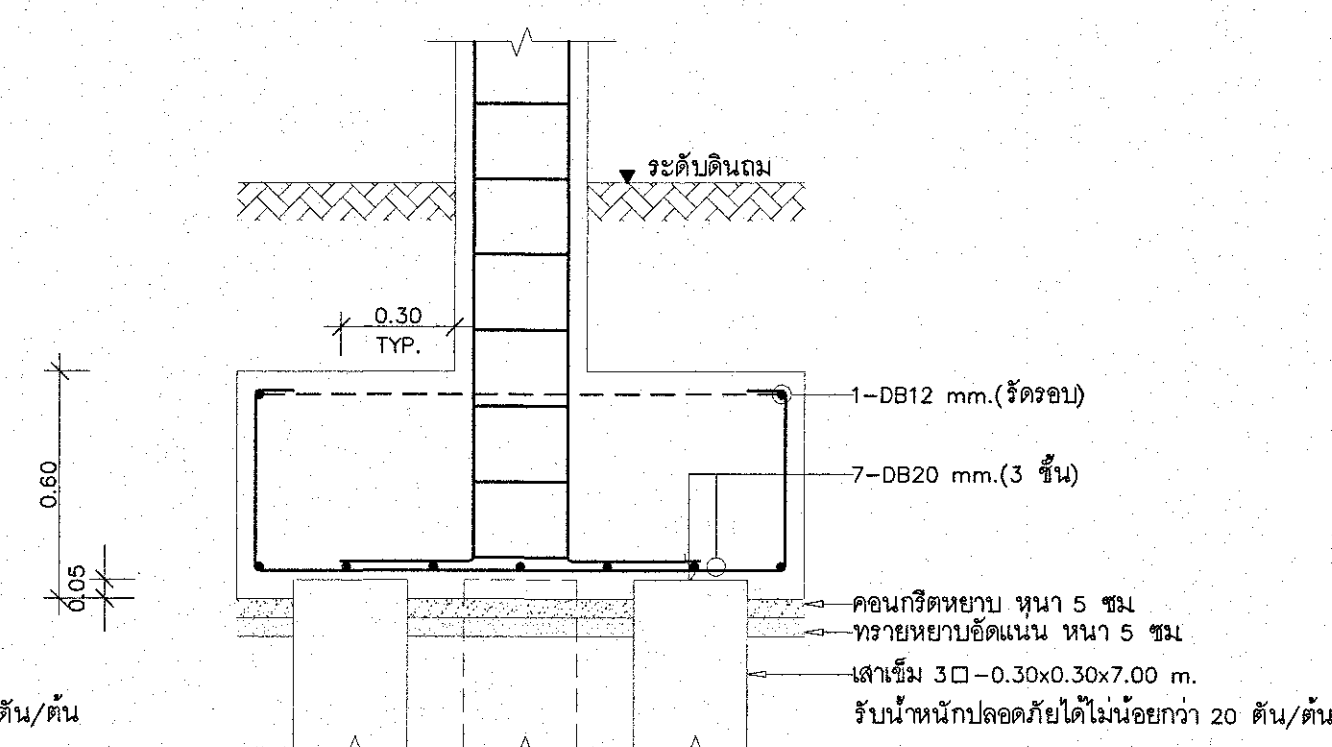 ระดับดินถม
0.30
TYP.
1-DB12 mm.(รัดรอบ)
0.60
7-DB20 mm.(3 ชั้น)
0.05
คอนกรีตหยาบ หนา 5 ซม
ทรายหยาบอัดแน่น หนา 5 ซม
เสาเข็ม 3□-0.30x0.30x7.00 m.
ตัน/ต้น
รับน้ำหนักปลอดภัยได้ไม่น้อยกว่า 20 ตัน/ต้น